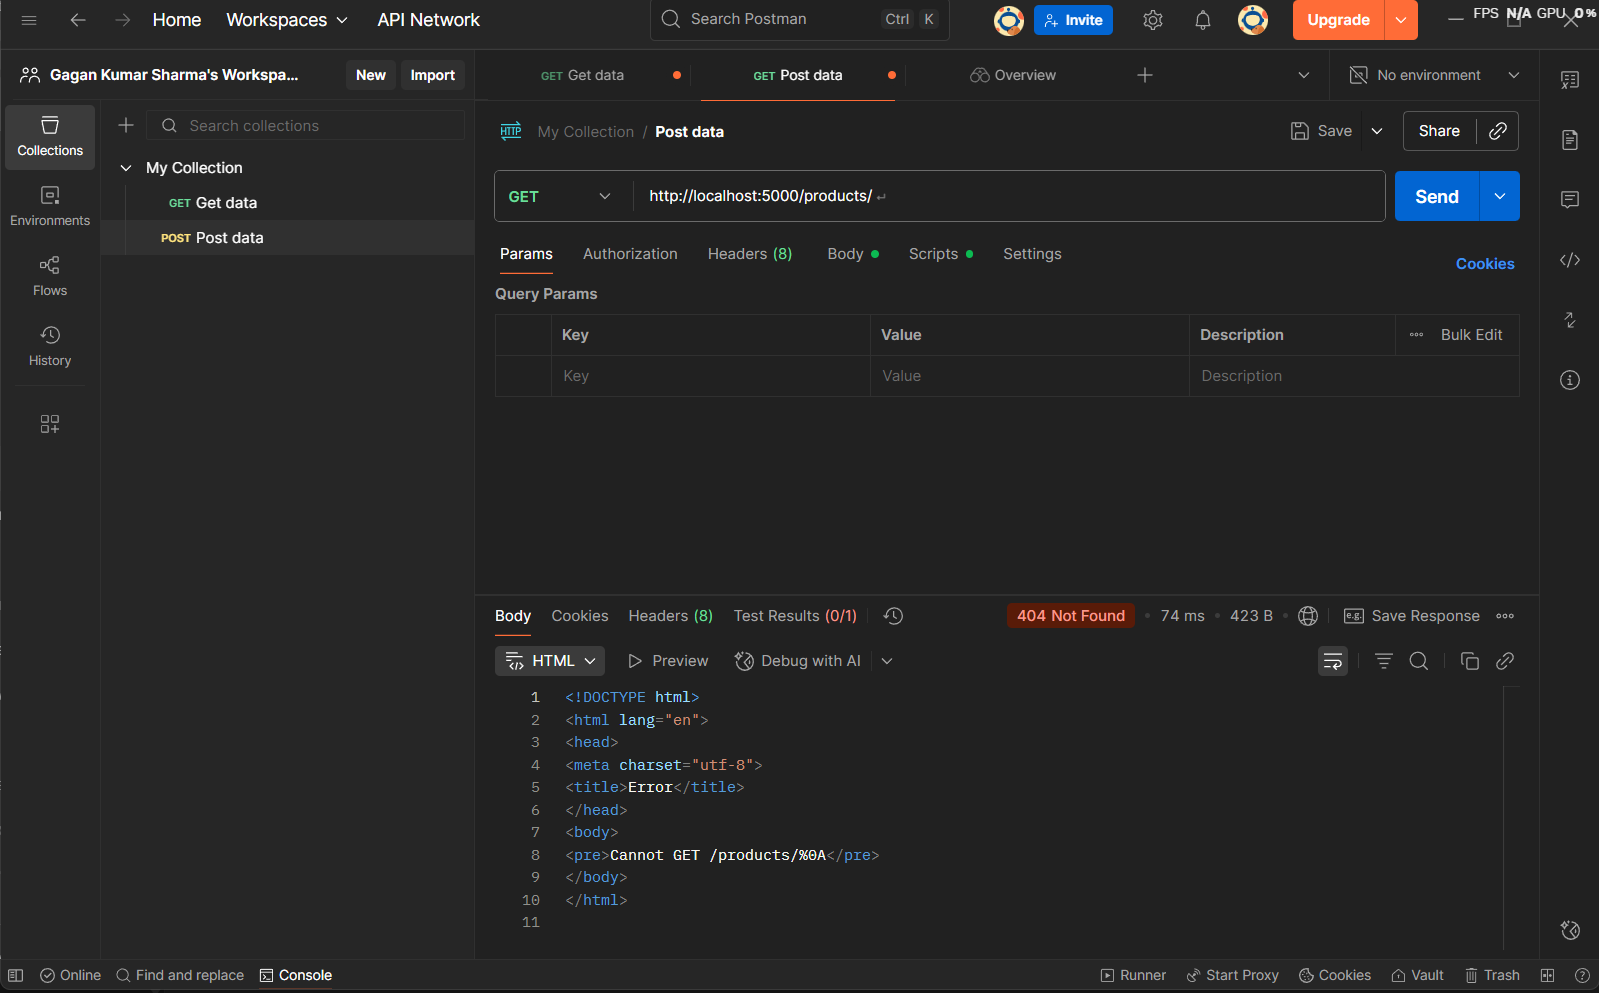 Home Workspaces API Network Search Postman Ctrl K Invite Upgrade FPS N/A GPU 0%
Gagan Kumar Sharma's Workspa... New Import GET Get data GET Post data Overview No environment
Collections
Search collections
HTTP My Collection / Post data Save Share
My Collection
GET Get data
POST Post data
Environments
Flows
History
GET http://localhost:5000/products/ ↵ Send
Params Authorization Headers (8) Body Scripts Settings Cookies
Query Params
Key Value Description Bulk Edit
Key Value Description
Body Cookies Headers (8) Test Results (0/1) 404 Not Found 74 ms 423 B e.g. Save Response
HTML Preview Debug with AI
1 <!DOCTYPE html>
2 <html lang="en">
3 <head>
4 <meta charset="utf-8">
5 <title>Error</title>
6 </head>
7 <body>
8 <pre>Cannot GET /products/%0A</pre>
9 </body>
10 </html>
11
Online Find and replace Console Runner Start Proxy Cookies Vault Trash